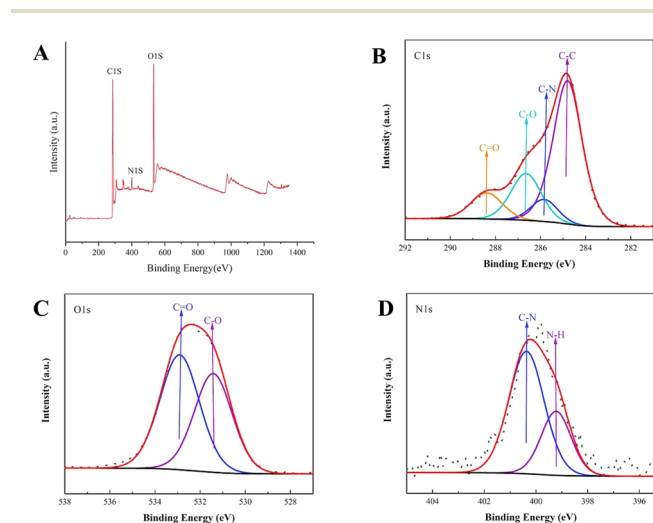 A
C1S
O1S
N1S
Intensity (a.u.)
0 200 400 600 800 1000 1200 1400
Binding Energy(eV)
B
C1s
C-C
C-N
C-O
C=O
Intensity (a.u.)
292 290 288 286 284 282
Binding Energy (eV)
C
O1s
C=O
C-O
Intensity (a.u.)
538 536 534 532 530 528
Binding Energy (eV)
D
N1s
C-N
N-H
Intensity (a.u.)
404 402 400 398 396
Binding Energy (eV)